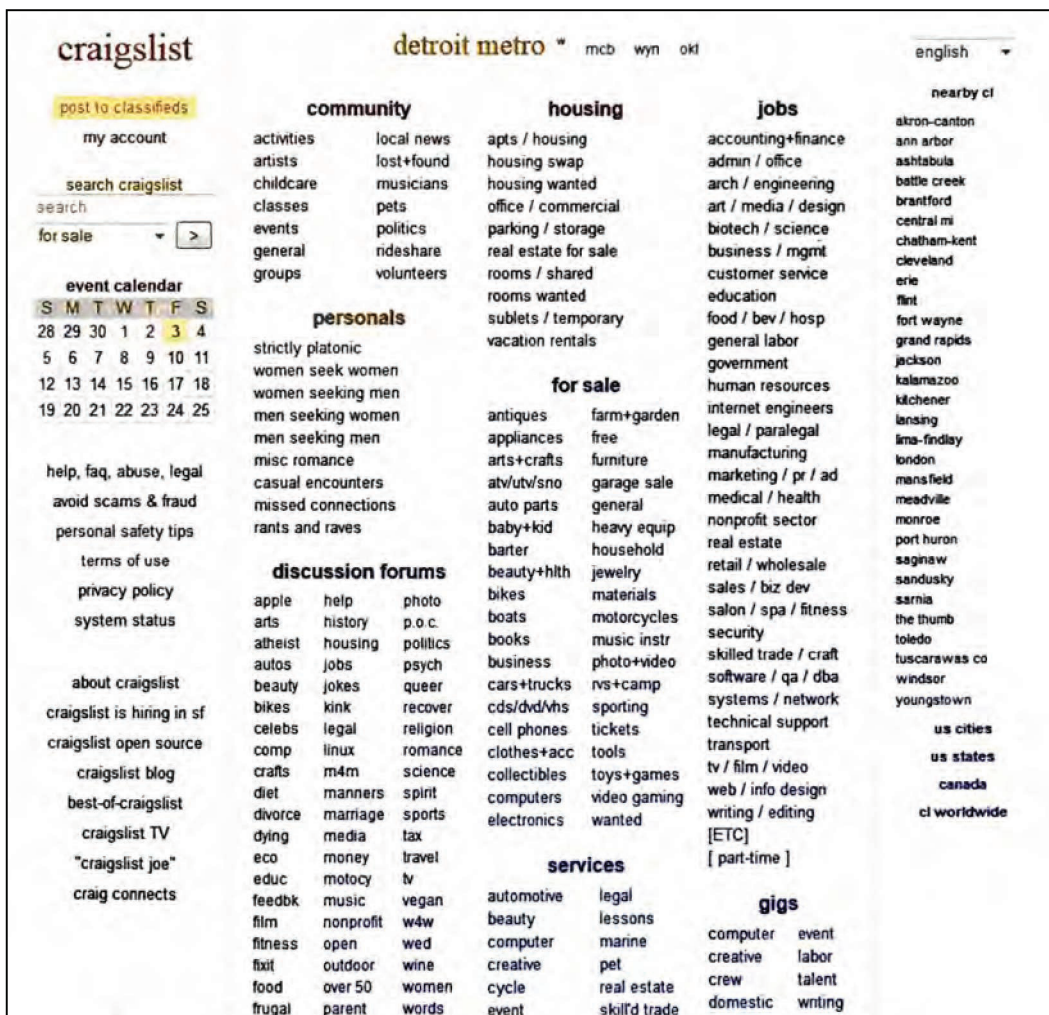 craigslist
post to classifieds
my account
search craigslist
search
for sale >
event calendar
S M T W T F S
28 29 30 1 2 3 4
5 6 7 8 9 10 11
12 13 14 15 16 17 18
19 20 21 22 23 24 25
help, faq, abuse, legal
avoid scams & fraud
personal safety tips
terms of use
privacy policy
system status
about craigslist
craigslist is hiring in sf
craigslist open source
craigslist blog
best-of-craigslist
craigslist TV
"craigslist joe"
craig connects
detroit metro w mcb wyn okl
community
activities local news
artists lost+found
childcare musicians
classes pets
events politics
general rideshare
groups volunteers
personals
strictly platonic
women seek women
women seeking men
men seeking women
men seeking men
misc romance
casual encounters
missed connections
rants and raves
discussion forums
apple help photo
arts history p.o.c.
atheist housing politics
autos jobs psych
beauty jokes queer
bikes kink recover
celebs legal religion
comp linux romance
crafts m4m science
diet manners spirit
divorce marriage sports
dying media tax
eco money travel
educ motocy tv
feedbk music vegan
film nonprofit w4w
fitness open wed
fixit outdoor wine
food over 50 women
frugal parent words
housing
apts / housing
housing swap
housing wanted
office / commercial
parking / storage
real estate for sale
rooms / shared
rooms wanted
sublets / temporary
vacation rentals
for sale
antiques farm+garden
appliances free
arts+crafts furniture
atv/utv/sno garage sale
auto parts general
baby+kid heavy equip
barter household
beauty+hlth jewelry
bikes materials
boats motorcycles
books music instr
business photo+video
cars+trucks rvs+camp
cds/dvd/vhs sporting
cell phones tickets
clothes+acc tools
collectibles toys+games
computers video gaming
electronics wanted
services
automotive legal
beauty lessons
computer marine
creative pet
cycle real estate
event skill'd trade
jobs
accounting+finance
admin / office
arch / engineering
art / media / design
biotech / science
business / mgmt
customer service
education
food / bev / hosp
general labor
government
human resources
internet engineers
legal / paralegal
manufacturing
marketing / pr / ad
medical / health
nonprofit sector
real estate
retail / wholesale
sales / biz dev
salon / spa / fitness
security
skilled trade / craft
software / qa / dba
systems / network
technical support
transport
tv / film / video
web / info design
writing / editing
[ETC]
[ part-time ]
gigs
computer event
creative labor
crew talent
domestic writing
english
nearby cl
akron-canton
ann arbor
ashtabula
battle creek
brantford
central mi
chatham-kent
cleveland
erie
flint
fort wayne
grand rapids
jackson
kalamazoo
kitchener
lansing
lima-findlay
london
mansfield
meadville
monroe
port huron
saginaw
sandusky
sarnia
the thumb
toledo
tuscarawas co
windsor
youngstown
us cities
us states
canada
cl worldwide